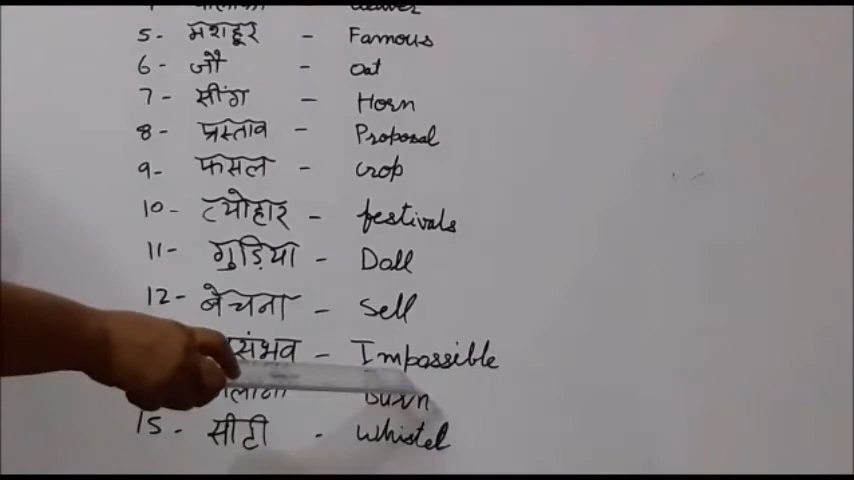 5- मशहूर - Famous
6- जौ - Oat
7- सींग - Horn
8- प्रस्ताव - Proposal
9- फसल - Crop
10- त्योहार - festivals
11- गुड़िया - Doll
12- बेचना - Sell
संभव - Impossible
Burn
15- सीटी - Whistel